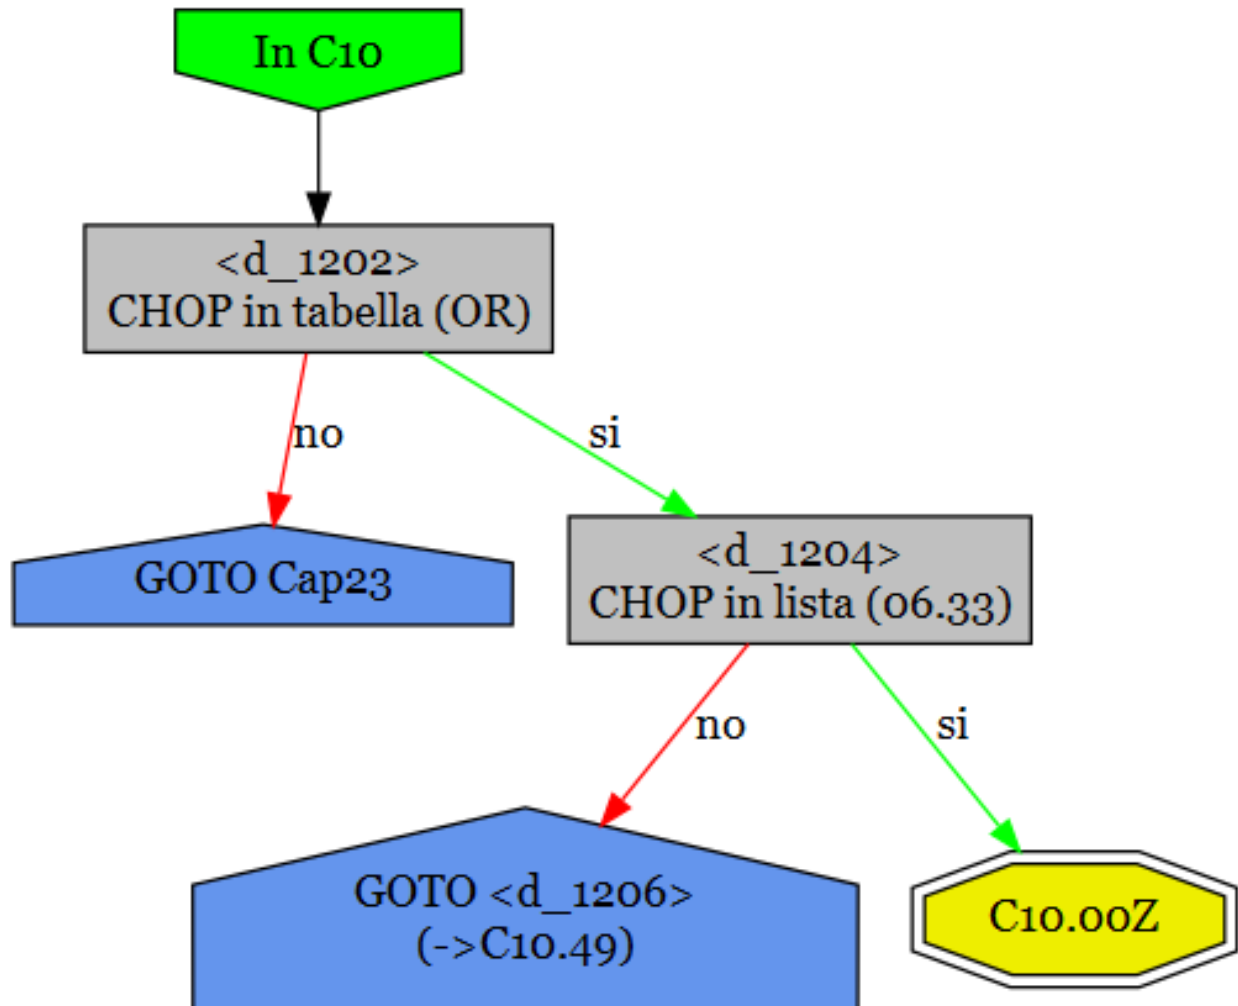 In C10
<d_1202>
CHOP in tabella (OR)
no
si
GOTO Cap23
<d_1204>
CHOP in lista (06.33)
no
si
GOTO <d_1206>
(->C10.49)
C10.00Z